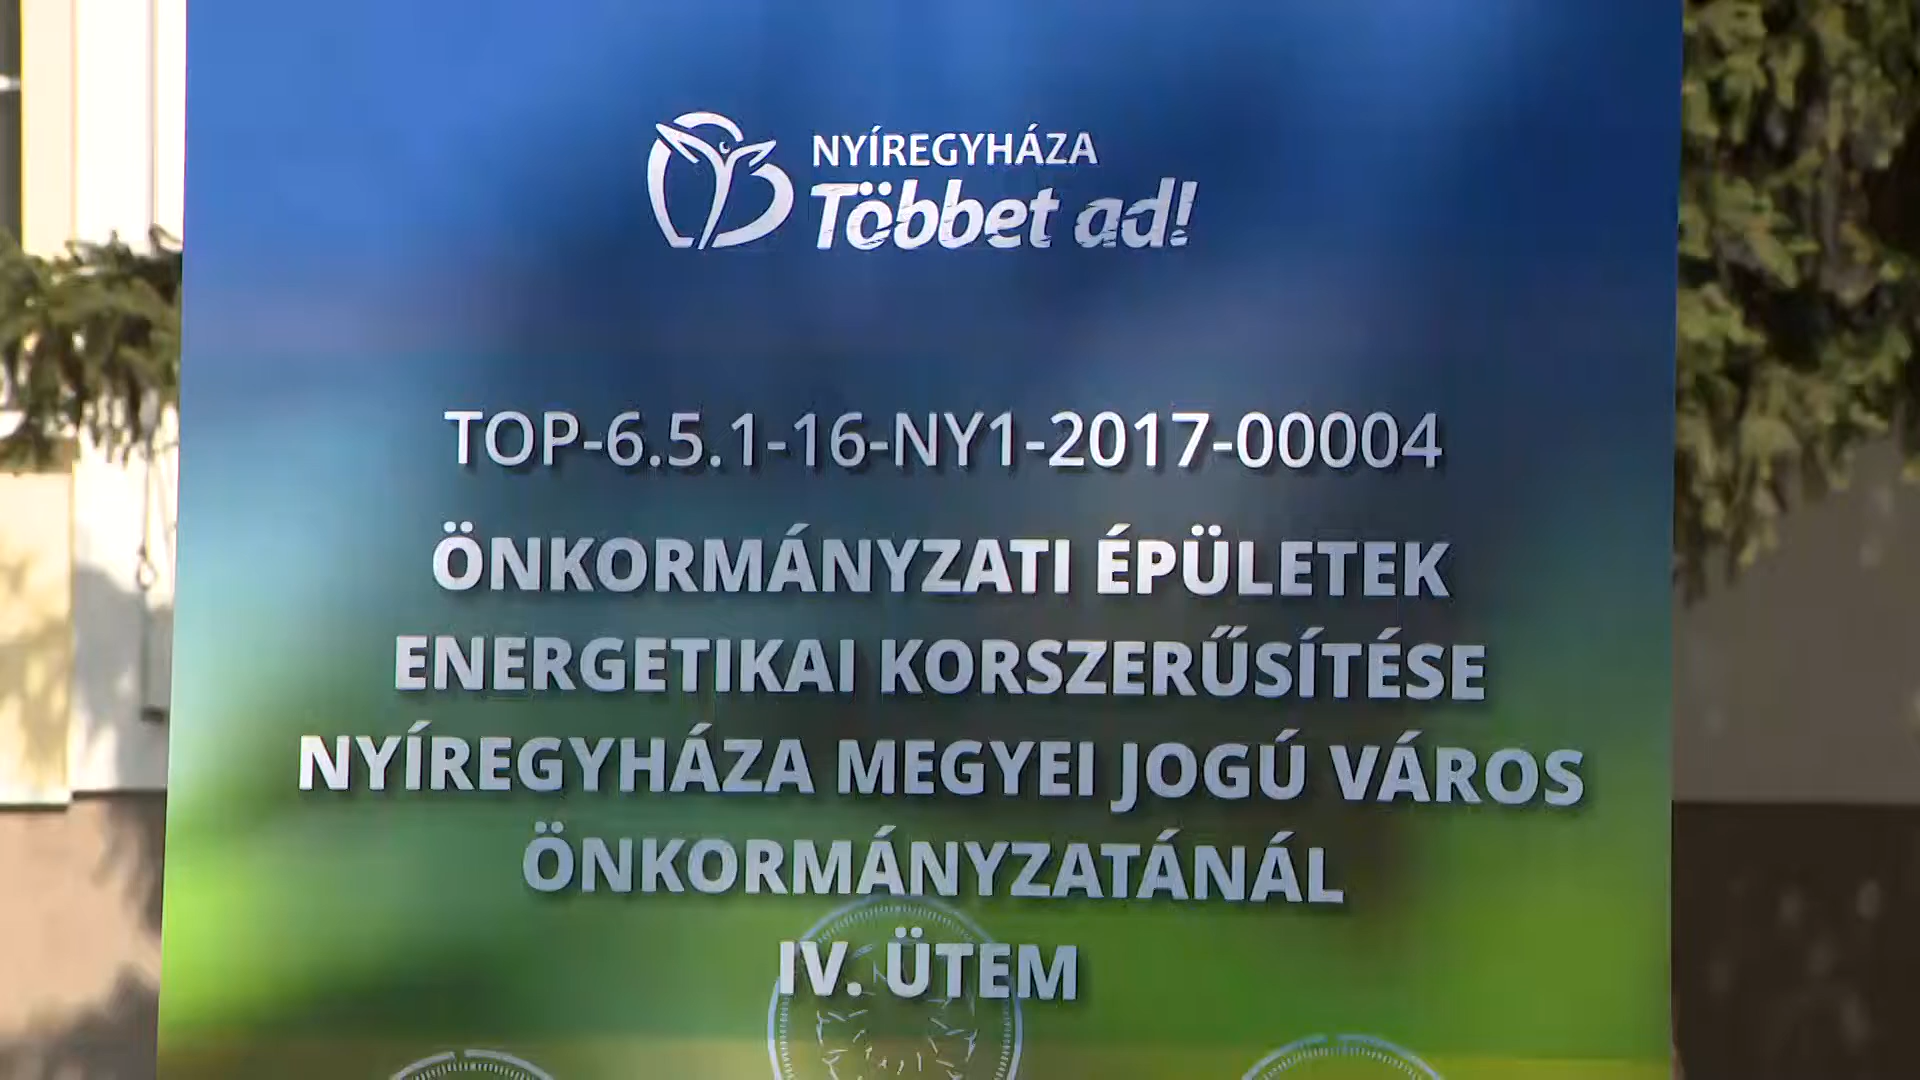 NYÍREGYHÁZA
Többet ad!
TOP-6.5.1-16-NY1-2017-00004
ÖNKORMÁNYZATI ÉPÜLETEK
ENERGETIKAI KORSZERŰSÍTÉSE
NYÍREGYHÁZA MEGYEI JOGÚ VÁROS
ÖNKORMÁNYZATÁNÁL
IV. ÜTEM